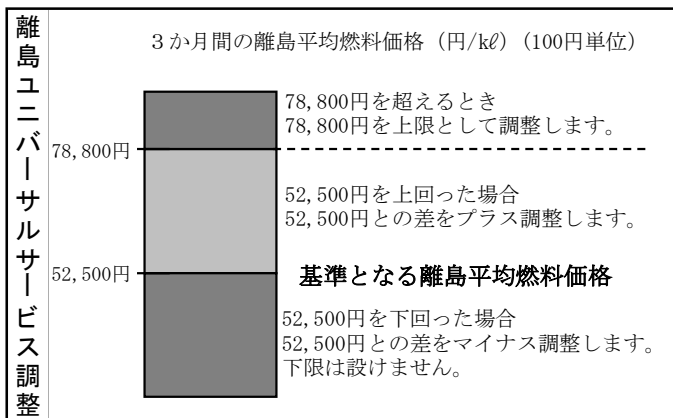 離島ユニバーサルサービス調整
３か月間の離島平均燃料価格（円/kℓ）（100円単位）
78,800円を超えるとき
78,800円を上限として調整します。
78,800円
52,500円を上回った場合
52,500円との差をプラス調整します。
52,500円
基準となる離島平均燃料価格
52,500円を下回った場合
52,500円との差をマイナス調整します。
下限は設けません。